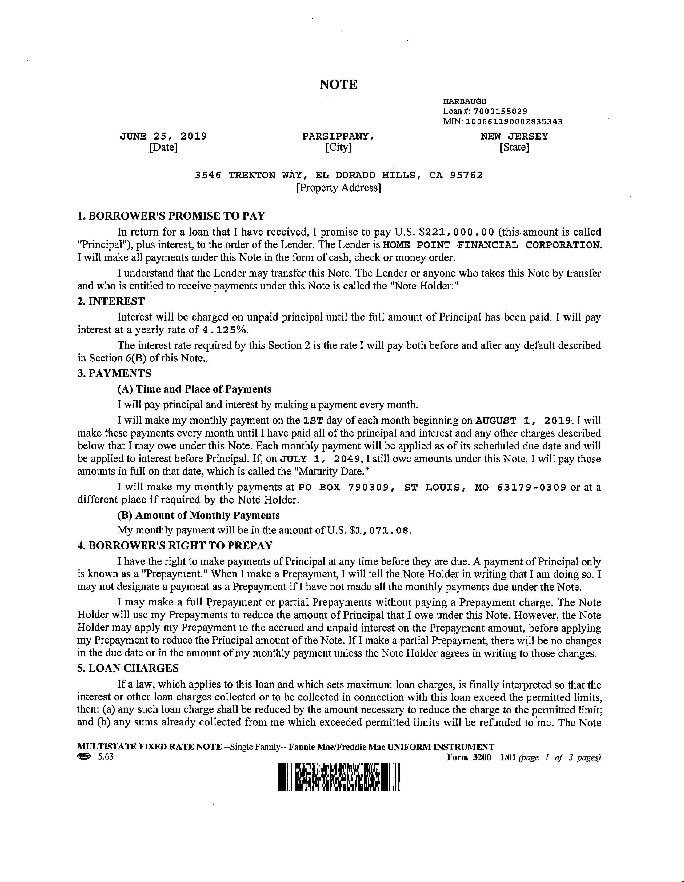 NOTE
HARBAUGH
Loan #: 7000155029
MIN: 100661190002835343
JUNE 25, 2019 PARSIPPANY, NEW JERSEY
[Date] [City] [State]
3546 TRENTON WAY, EL DORADO HILLS, CA 95762
[Property Address]
1. BORROWER'S PROMISE TO PAY
In return for a loan that I have received, I promise to pay U.S. $221,000.00 (this amount is called
"Principal"), plus interest, to the order of the Lender. The Lender is HOME POINT FINANCIAL CORPORATION.
I will make all payments under this Note in the form of cash, check or money order.
I understand that the Lender may transfer this Note. The Lender or anyone who takes this Note by transfer
and who is entitled to receive payments under this Note is called the "Note Holder."
2. INTEREST
Interest will be charged on unpaid principal until the full amount of Principal has been paid. I will pay
interest at a yearly rate of 4.125%.
The interest rate required by this Section 2 is the rate I will pay both before and after any default described
in Section 6(B) of this Note.
3. PAYMENTS
(A) Time and Place of Payments
I will pay principal and interest by making a payment every month.
I will make my monthly payment on the 1ST day of each month beginning on AUGUST 1, 2019. I will
make these payments every month until I have paid all of the principal and interest and any other charges described
below that I may owe under this Note. Each monthly payment will be applied as of its scheduled due date and will
be applied to interest before Principal. If, on JULY 1, 2049, I still owe amounts under this Note, I will pay those
amounts in full on that date, which is called the "Maturity Date."
I will make my monthly payments at PO BOX 790309, ST LOUIS, MO 63179-0309 or at a
different place if required by the Note Holder.
(B) Amount of Monthly Payments
My monthly payment will be in the amount of U.S. $1,071.08.
4. BORROWER'S RIGHT TO PREPAY
I have the right to make payments of Principal at any time before they are due. A payment of Principal only
is known as a "Prepayment." When I make a Prepayment, I will tell the Note Holder in writing that I am doing so. I
may not designate a payment as a Prepayment if I have not made all the monthly payments due under the Note.
I may make a full Prepayment or partial Prepayments without paying a Prepayment charge. The Note
Holder will use my Prepayments to reduce the amount of Principal that I owe under this Note. However, the Note
Holder may apply my Prepayment to the accrued and unpaid interest on the Prepayment amount, before applying
my Prepayment to reduce the Principal amount of the Note. If I make a partial Prepayment, there will be no changes
in the due date or in the amount of my monthly payment unless the Note Holder agrees in writing to those changes.
5. LOAN CHARGES
If a law, which applies to this loan and which sets maximum loan charges, is finally interpreted so that the
interest or other loan charges collected or to be collected in connection with this loan exceed the permitted limits,
then: (a) any such loan charge shall be reduced by the amount necessary to reduce the charge to the permitted limit;
and (b) any sums already collected from me which exceeded permitted limits will be refunded to me. The Note
MULTISTATE FIXED RATE NOTE--Single Family-- Fannie Mae/Freddie Mac UNIFORM INSTRUMENT
5.63 Form 3200 1/01 (page 1 of 3 pages)